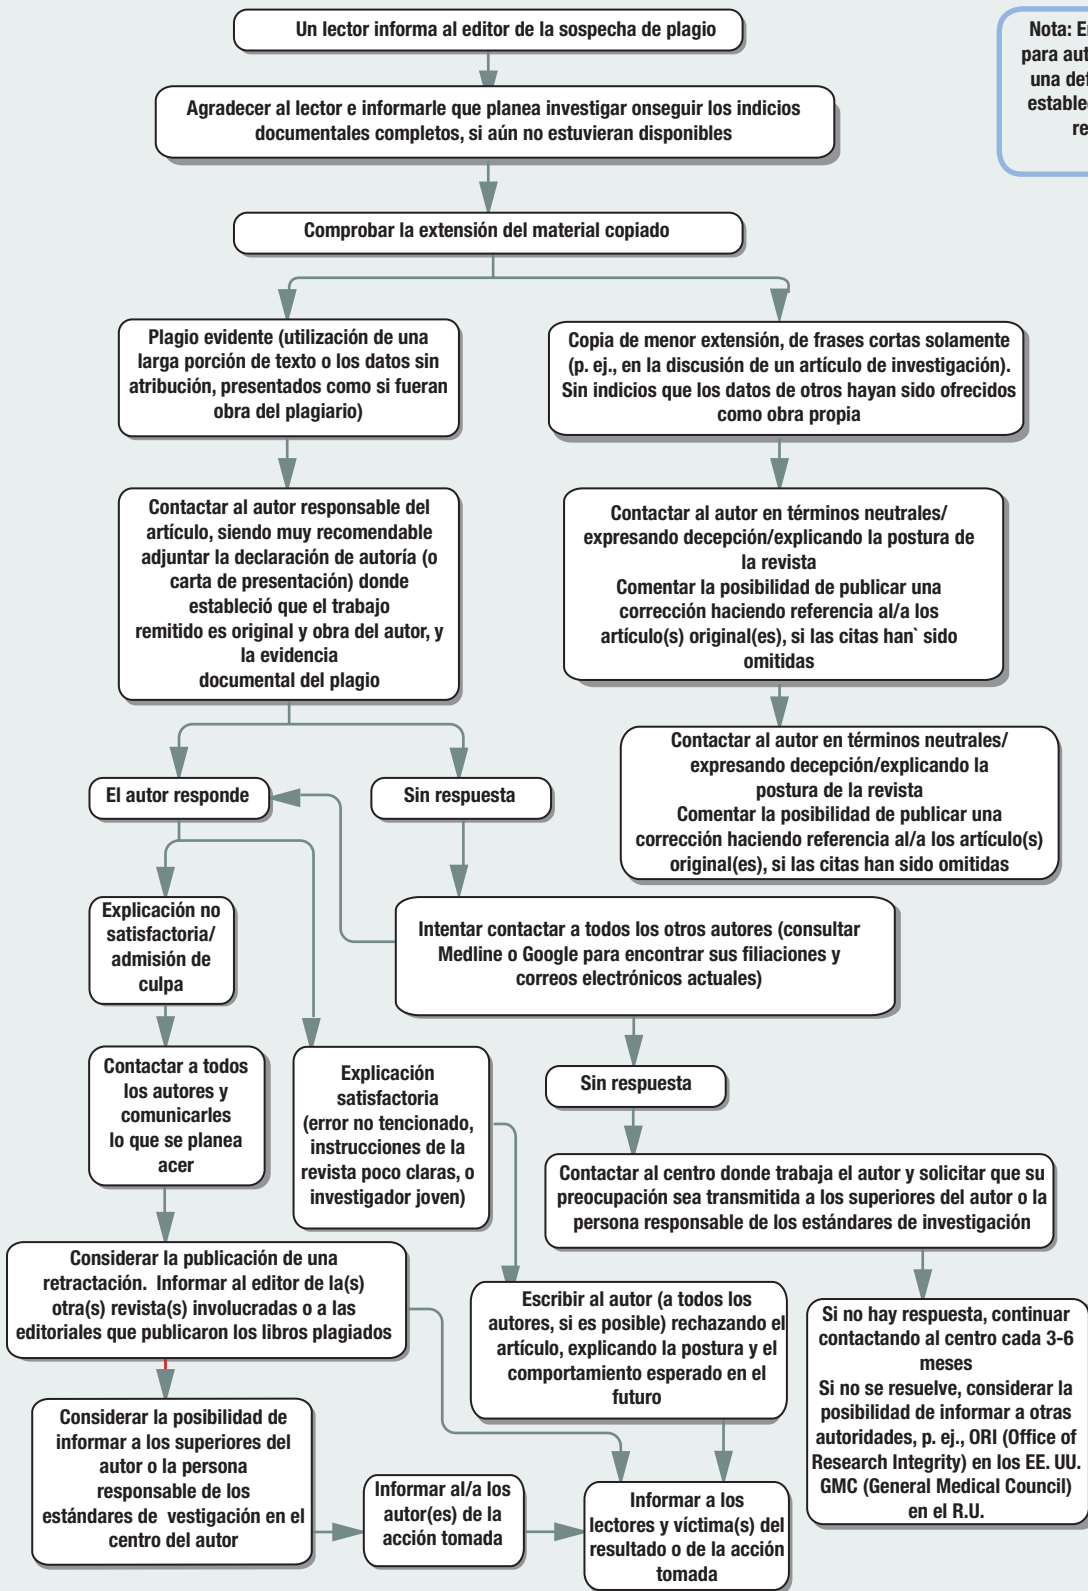 Un lector informa al editor de la sospecha de plagio
Nota: En
para aut
una def
estable
re
Agradecer al lector e informarle que planea investigar onseguir los indicios
documentales completos, si aún no estuvieran disponibles
Comprobar la extensión del material copiado
Plagio evidente (utilización de una
larga porción de texto o los datos sin
atribución, presentados como si fueran
obra del plagiario)
Copia de menor extensión, de frases cortas solamente
(p. ej., en la discusión de un artículo de investigación).
Sin indicios que los datos de otros hayan sido ofrecidos
como obra propia
Contactar al autor responsable del
artículo, siendo muy recomendable
adjuntar la declaración de autoría (o
carta de presentación) donde
estableció que el trabajo
remitido es original y obra del autor, y
la evidencia
documental del plagio
Contactar al autor en términos neutrales/
expresando decepción/explicando la postura de
la revista
Comentar la posibilidad de publicar una
corrección haciendo referencia al/a los
artículo(s) original(es), si las citas han` sido
omitidas
Contactar al autor en términos neutrales/
expresando decepción/explicando la
postura de la revista
Comentar la posibilidad de publicar una
corrección haciendo referencia al/a los artículo(s)
original(es), si las citas han sido omitidas
El autor responde
Sin respuesta
Explicación no
satisfactoria/
admisión de
culpa
Intentar contactar a todos los otros autores (consultar
Medline o Google para encontrar sus filiaciones y
correos electrónicos actuales)
Contactar a todos
los autores y
comunicarles
lo que se planea
acer
Explicación
satisfactoria
(error no tencionado,
instrucciones de la
revista poco claras, o
investigador joven)
Sin respuesta
Contactar al centro donde trabaja el autor y solicitar que su
preocupación sea transmitida a los superiores del autor o la
persona responsable de los estándares de investigación
Considerar la publicación de una
retractación. Informar al editor de la(s)
otra(s) revista(s) involucradas o a las
editoriales que publicaron los libros plagiados
Escribir al autor (a todos los
autores, si es posible) rechazando el
artículo, explicando la postura y el
comportamiento esperado en el
futuro
Si no hay respuesta, continuar
contactando al centro cada 3-6
meses
Si no se resuelve, considerar la
posibilidad de informar a otras
autoridades, p. ej., ORI (Office of
Research Integrity) en los EE. UU.
GMC (General Medical Council)
en el R.U.
Considerar la posibilidad de
informar a los superiores del
autor o la persona
responsable de los
estándares de vestigación en el
centro del autor
Informar al/a los
autor(es) de la
acción tomada
Informar a los
lectores y víctima(s) del
resultado o de la acción
tomada